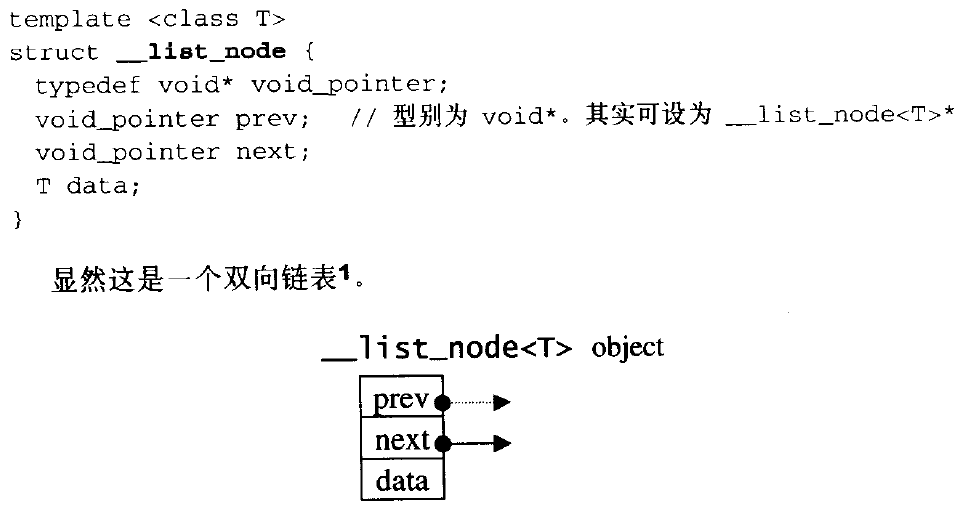 template <class T>
struct __list_node {
  typedef void* void_pointer;
  void_pointer prev;   // 型别为 void*。其实可设为 __list_node<T>*
  void_pointer next;
  T data;
}
显然这是一个双向链表1。
__list_node<T> object
prev
next
data